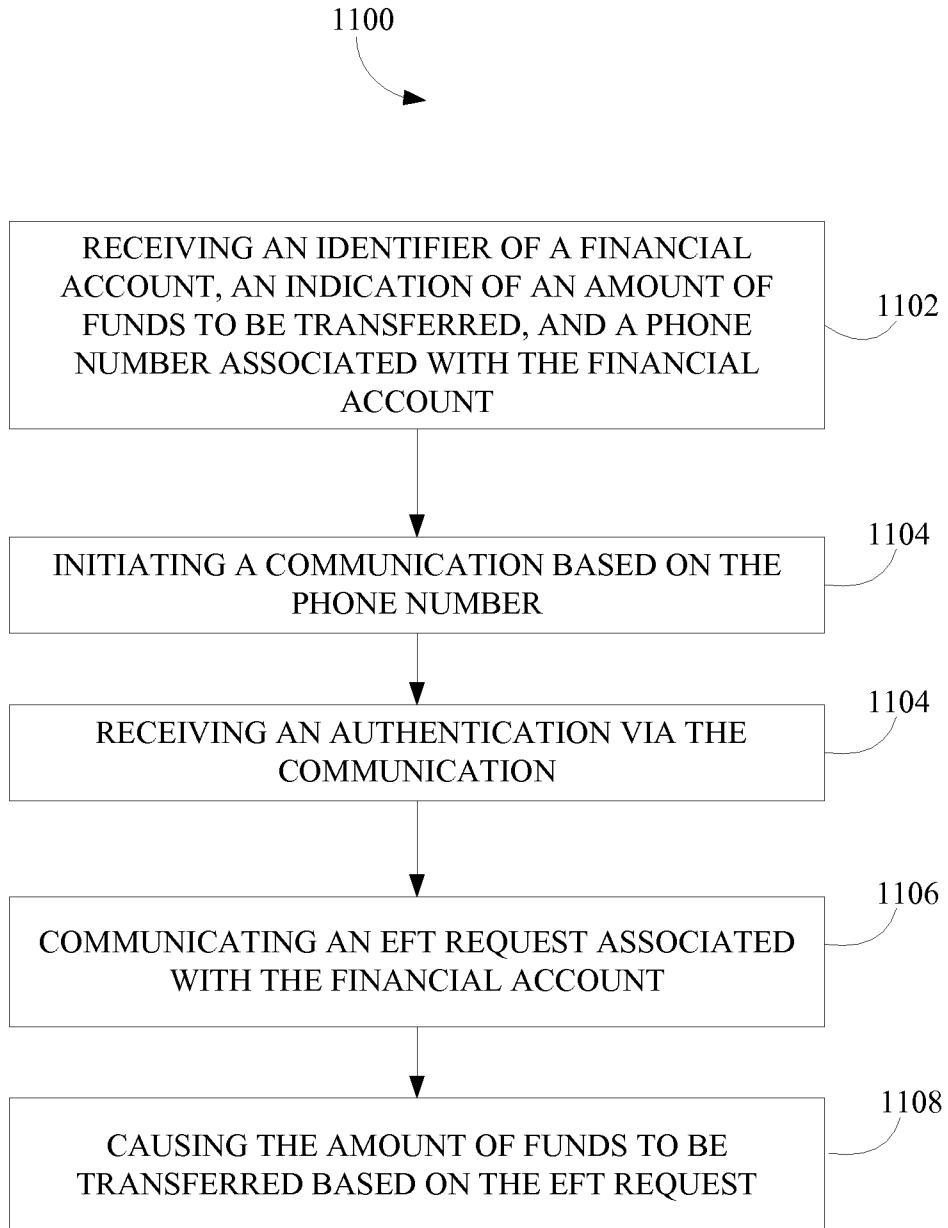 1100
RECEIVING AN IDENTIFIER OF A FINANCIAL
ACCOUNT, AN INDICATION OF AN AMOUNT OF
FUNDS TO BE TRANSFERRED, AND A PHONE
NUMBER ASSOCIATED WITH THE FINANCIAL
ACCOUNT
1102
INITIATING A COMMUNICATION BASED ON THE
PHONE NUMBER
1104
RECEIVING AN AUTHENTICATION VIA THE
COMMUNICATION
1104
COMMUNICATING AN EFT REQUEST ASSOCIATED
WITH THE FINANCIAL ACCOUNT
1106
CAUSING THE AMOUNT OF FUNDS TO BE
TRANSFERRED BASED ON THE EFT REQUEST
1108